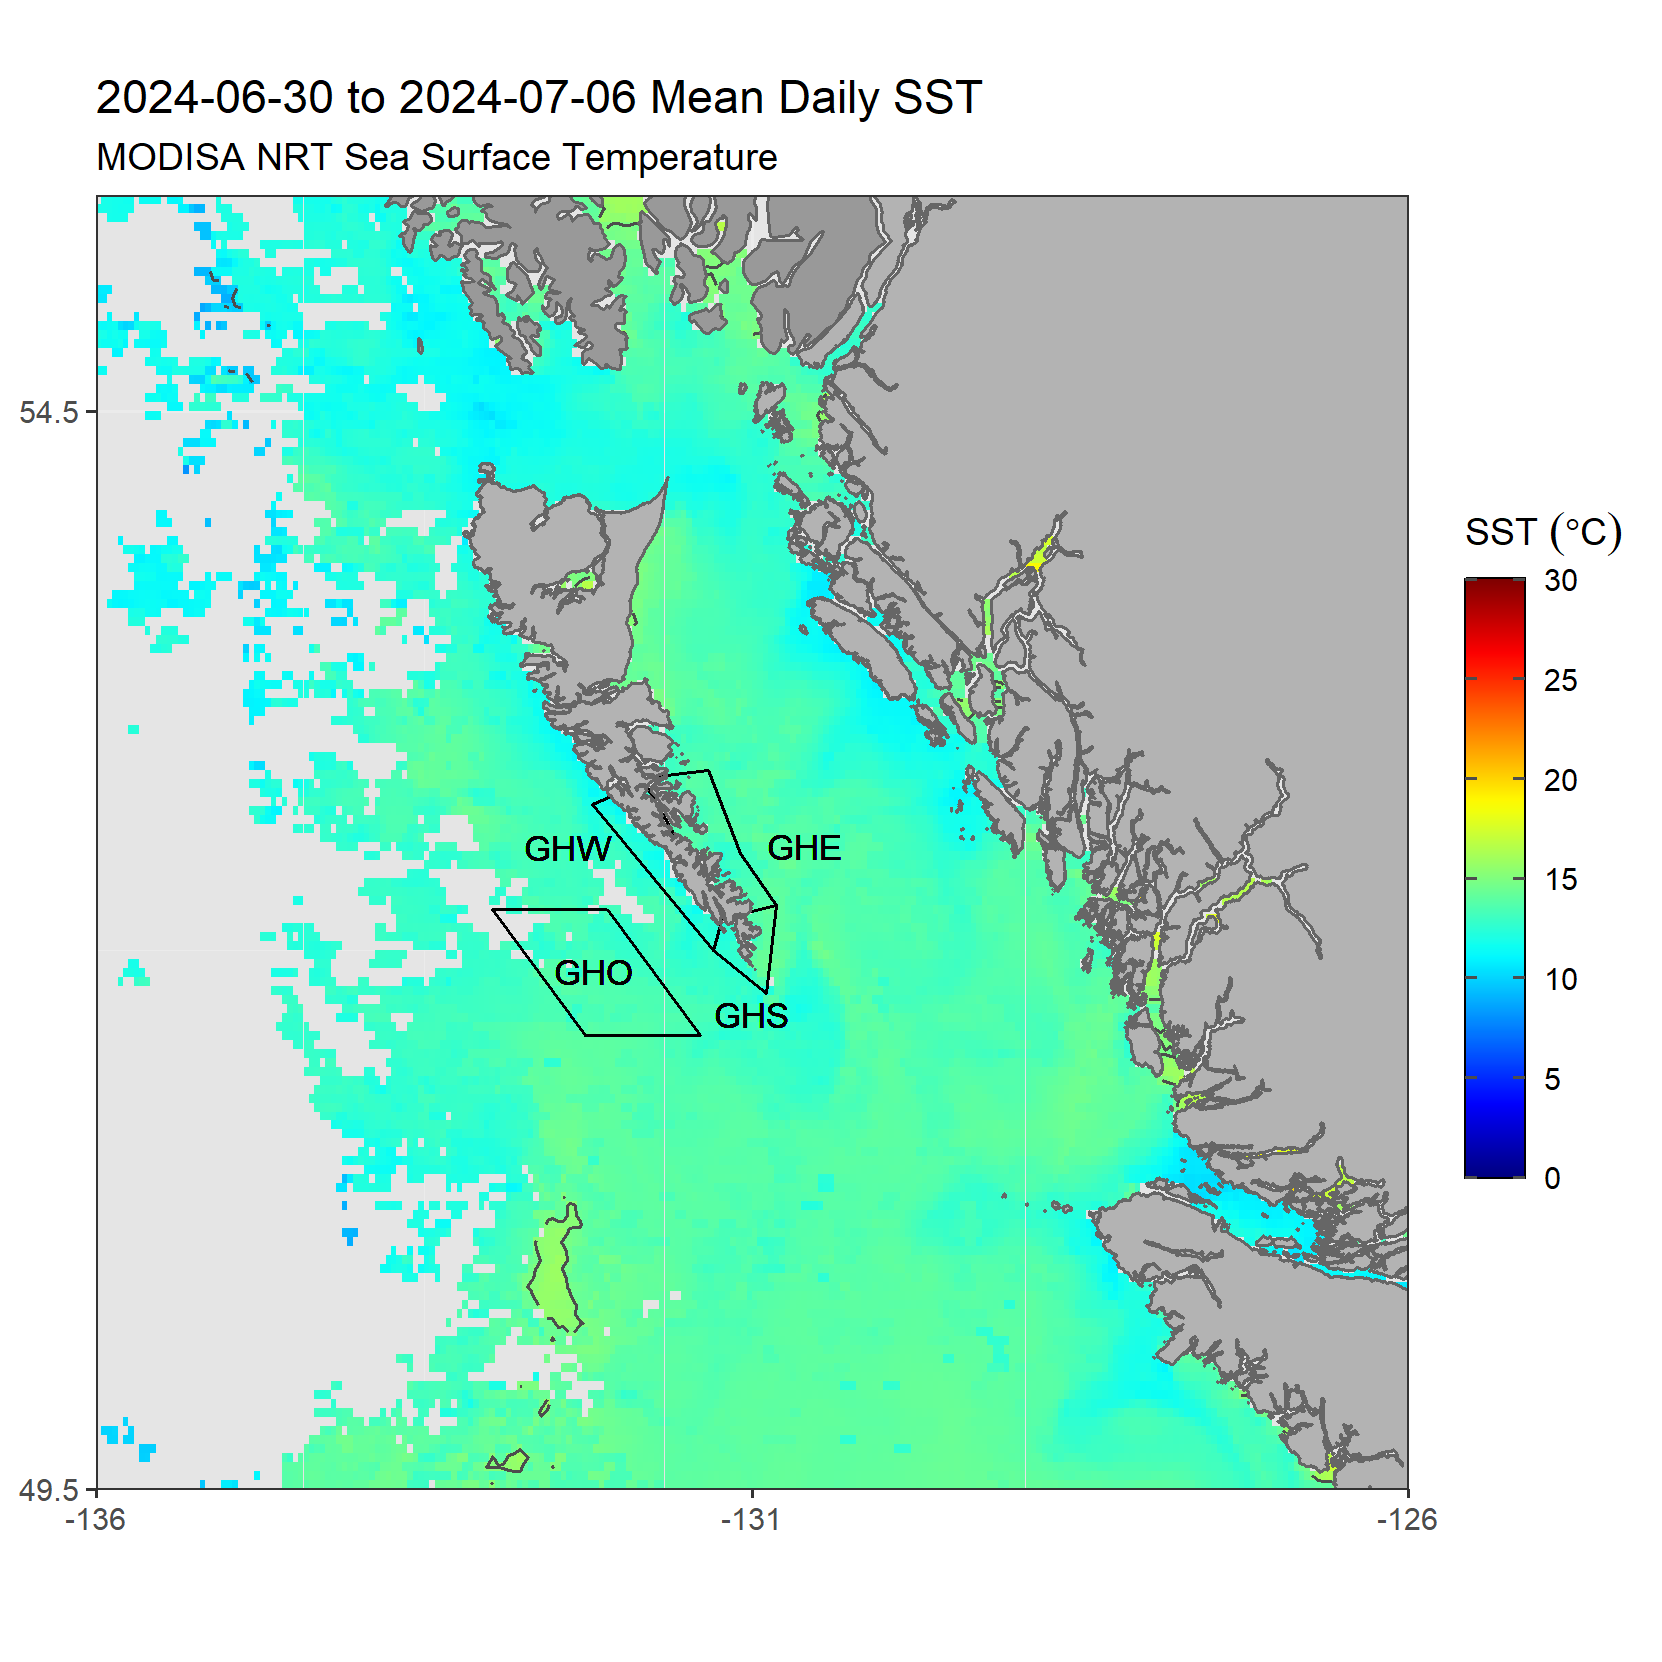 2024-06-30 to 2024-07-06 Mean Daily SST
MODISA NRT Sea Surface Temperature
54.5
49.5
-136
-131
-126
GHW
GHE
GHO
GHS
SST (°C)
30
25
20
15
10
5
0